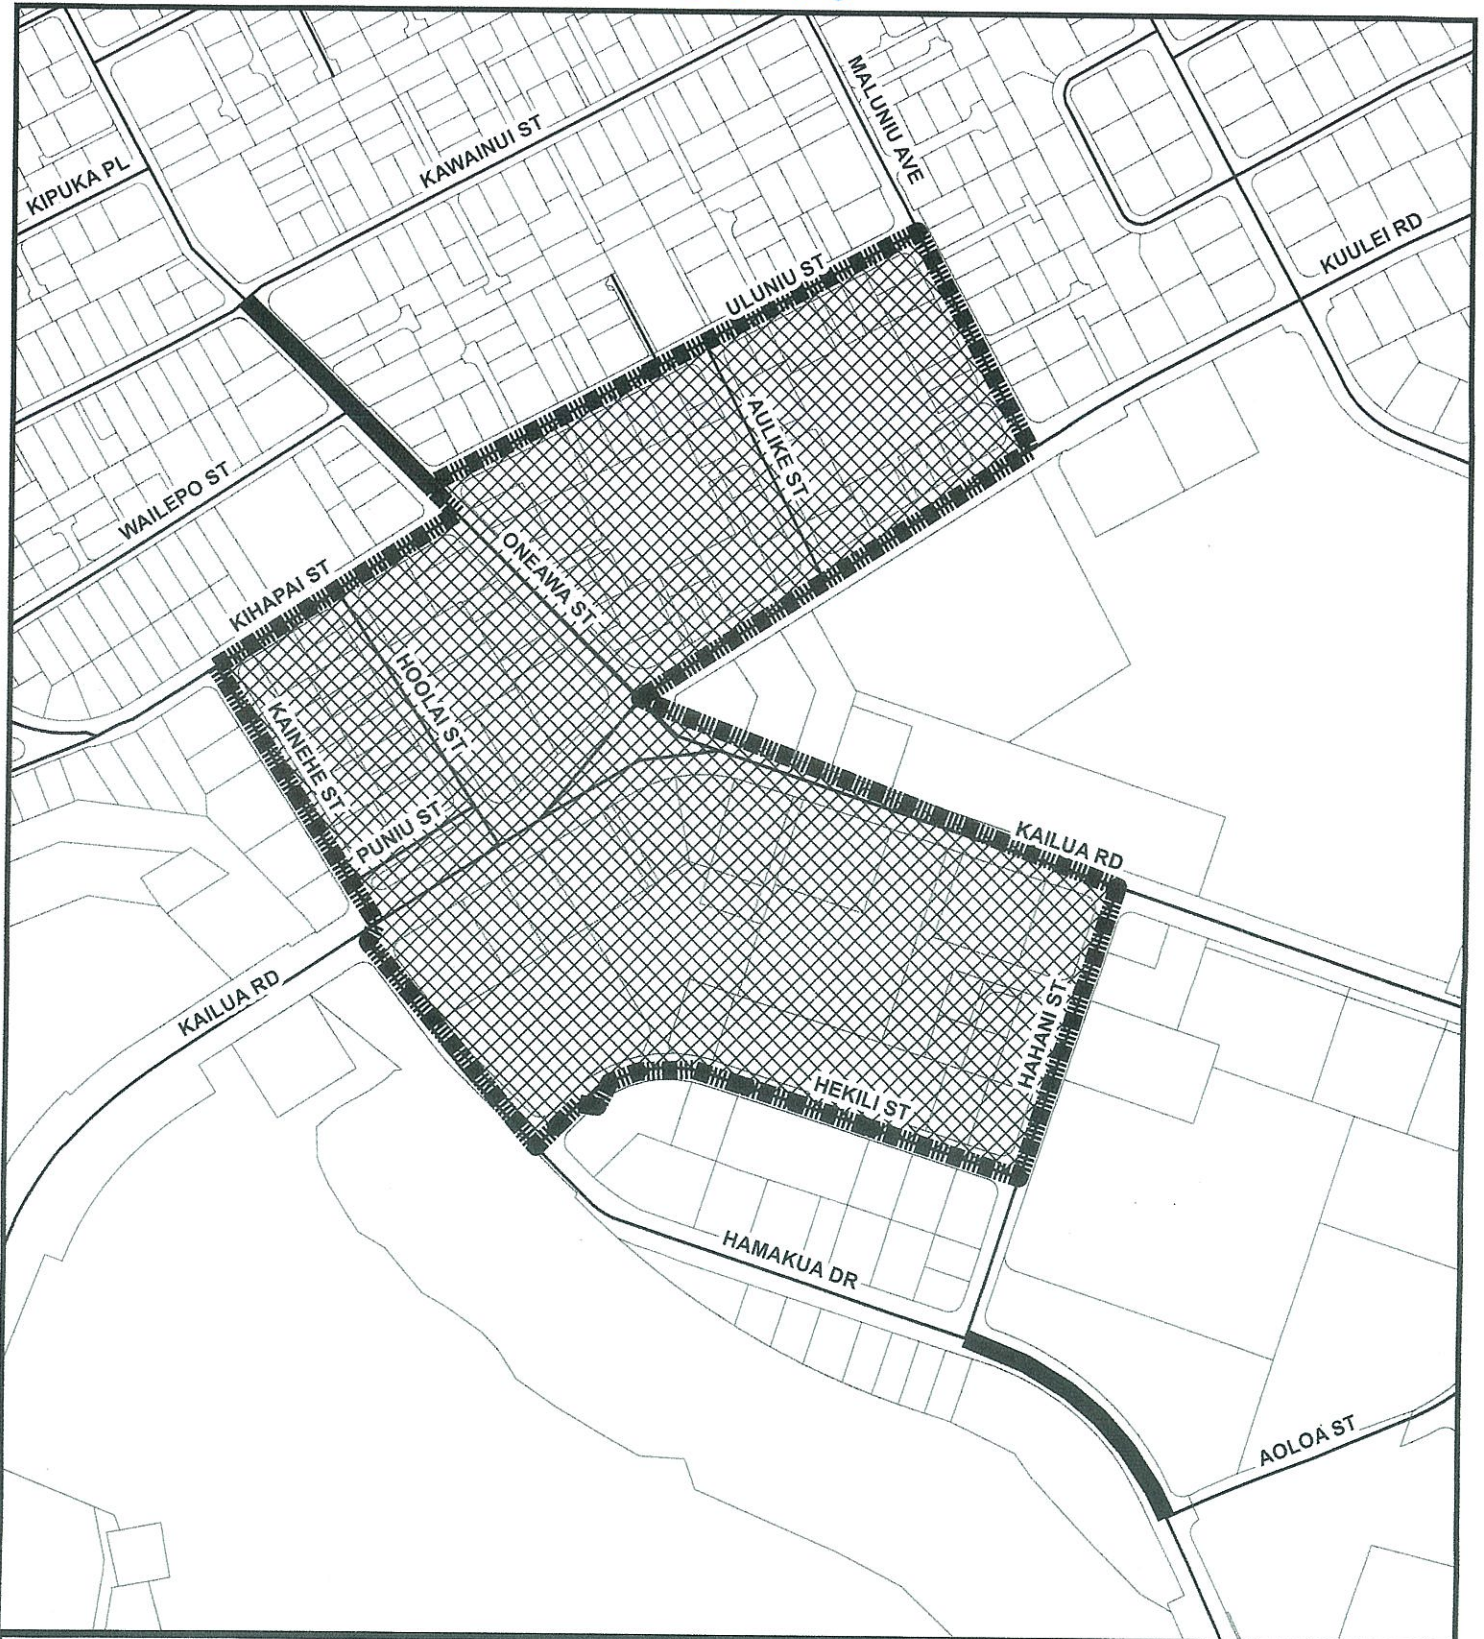 MALUNIU AVE
KAWAINUI ST
KIPUKA PL
KUULEI RD
ULUNIU ST
AULIKE ST
WAILEPO ST
ONEAWA ST
KIHAPAI ST
HOOLAI ST
KAINEHE ST
PUNIU ST
KAILUA RD
KAILUA RD
HAHANI ST
HEKILI ST
HAMAKUA DR
AOLOA ST